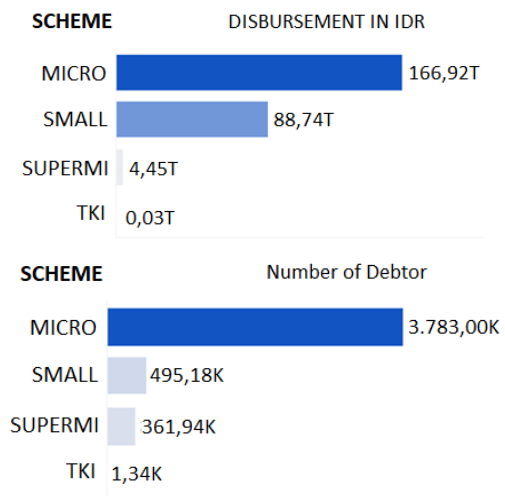 SCHEME DISBURSEMENT IN IDR
MICRO 166,92T
SMALL 88,74T
SUPERMI 4,45T
TKI 0,03T
SCHEME Number of Debtor
MICRO 3.783,00K
SMALL 495,18K
SUPERMI 361,94K
TKI 1,34K